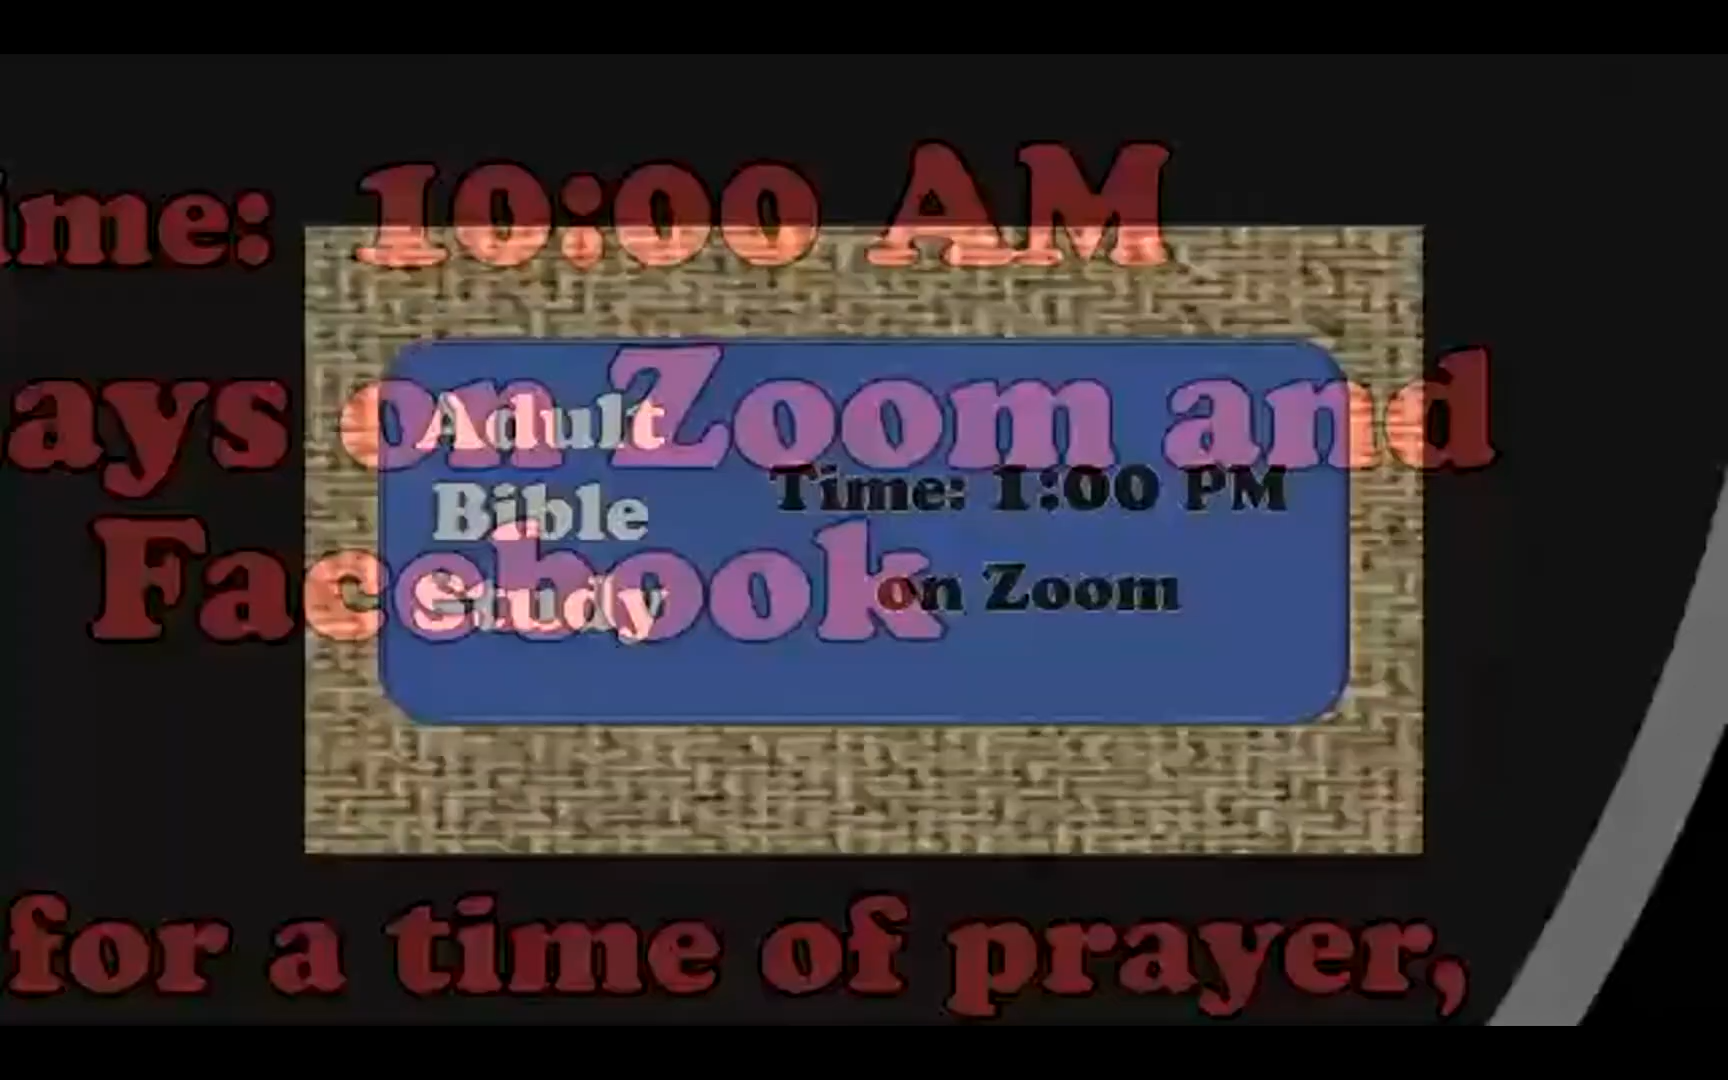 ime: 10:00 AM
ays on Zoom and
Facebook
for a time of prayer,
Adult
Bible
Study
Time: 1:00 PM
on Zoom